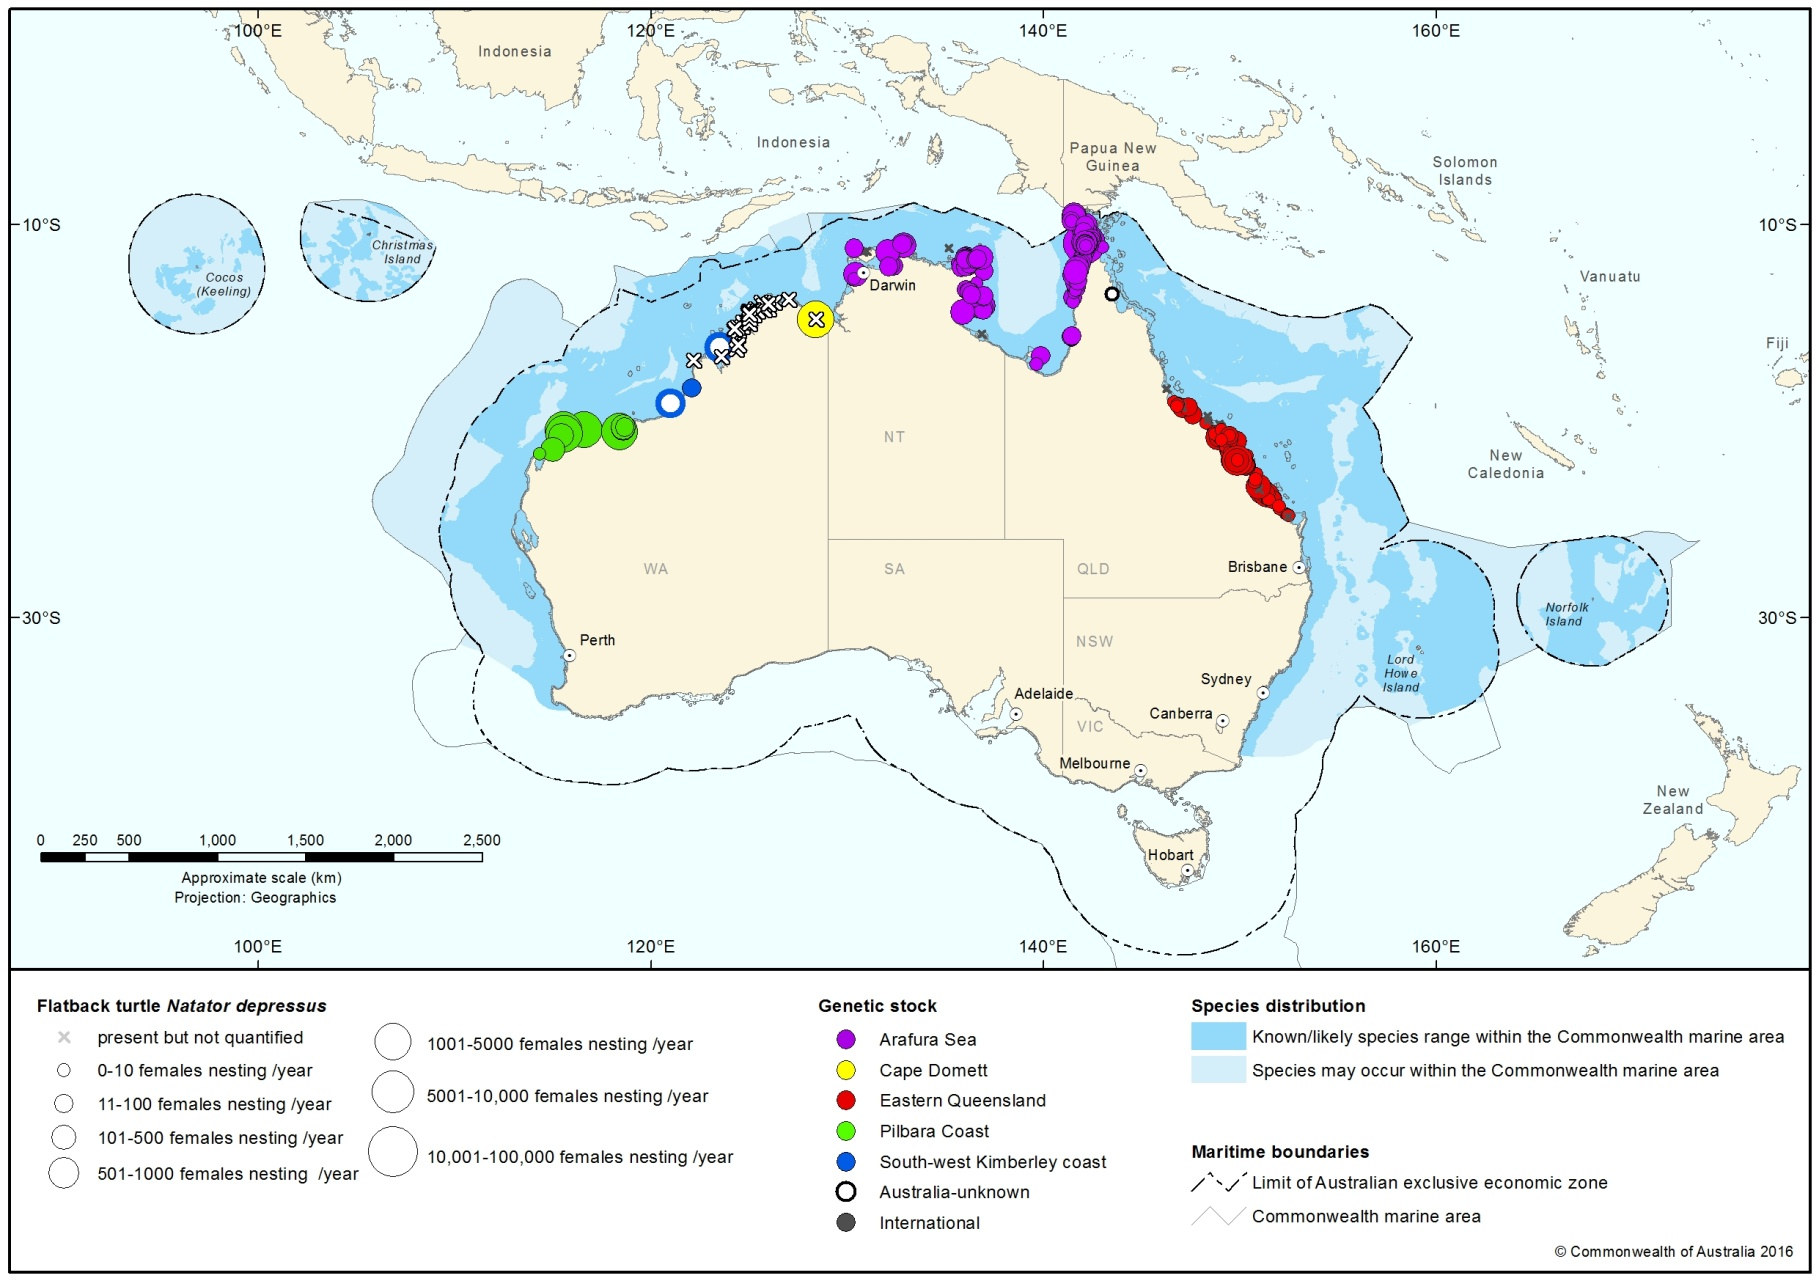 100°E
120°E
140°E
160°E
Indonesia
Indonesia
Papua New
Guinea
Solomon
Islands
10°S
10°S
Christmas
Island
Cocos
(Keeling)
Vanuatu
Darwin
Fiji
NT
New
Caledonia
WA
SA
QLD
Brisbane
Norfolk
Island
30°S
30°S
Perth
NSW
Lord
Howe
Island
Sydney
Adelaide
Canberra
VIC
Melbourne
New
Zealand
Hobart
0 250 500 1,000 1,500 2,000 2,500
Approximate scale (km)
Projection: Geographics
100°E
120°E
140°E
160°E
Flatback turtle Natator depressus
present but not quantified
0-10 females nesting /year
11-100 females nesting /year
101-500 females nesting /year
501-1000 females nesting /year
1001-5000 females nesting /year
5001-10,000 females nesting /year
10,001-100,000 females nesting /year
Genetic stock
Arafura Sea
Cape Domett
Eastern Queensland
Pilbara Coast
South-west Kimberley coast
Australia-unknown
International
Species distribution
Known/likely species range within the Commonwealth marine area
Species may occur within the Commonwealth marine area
Maritime boundaries
Limit of Australian exclusive economic zone
Commonwealth marine area
© Commonwealth of Australia 2016